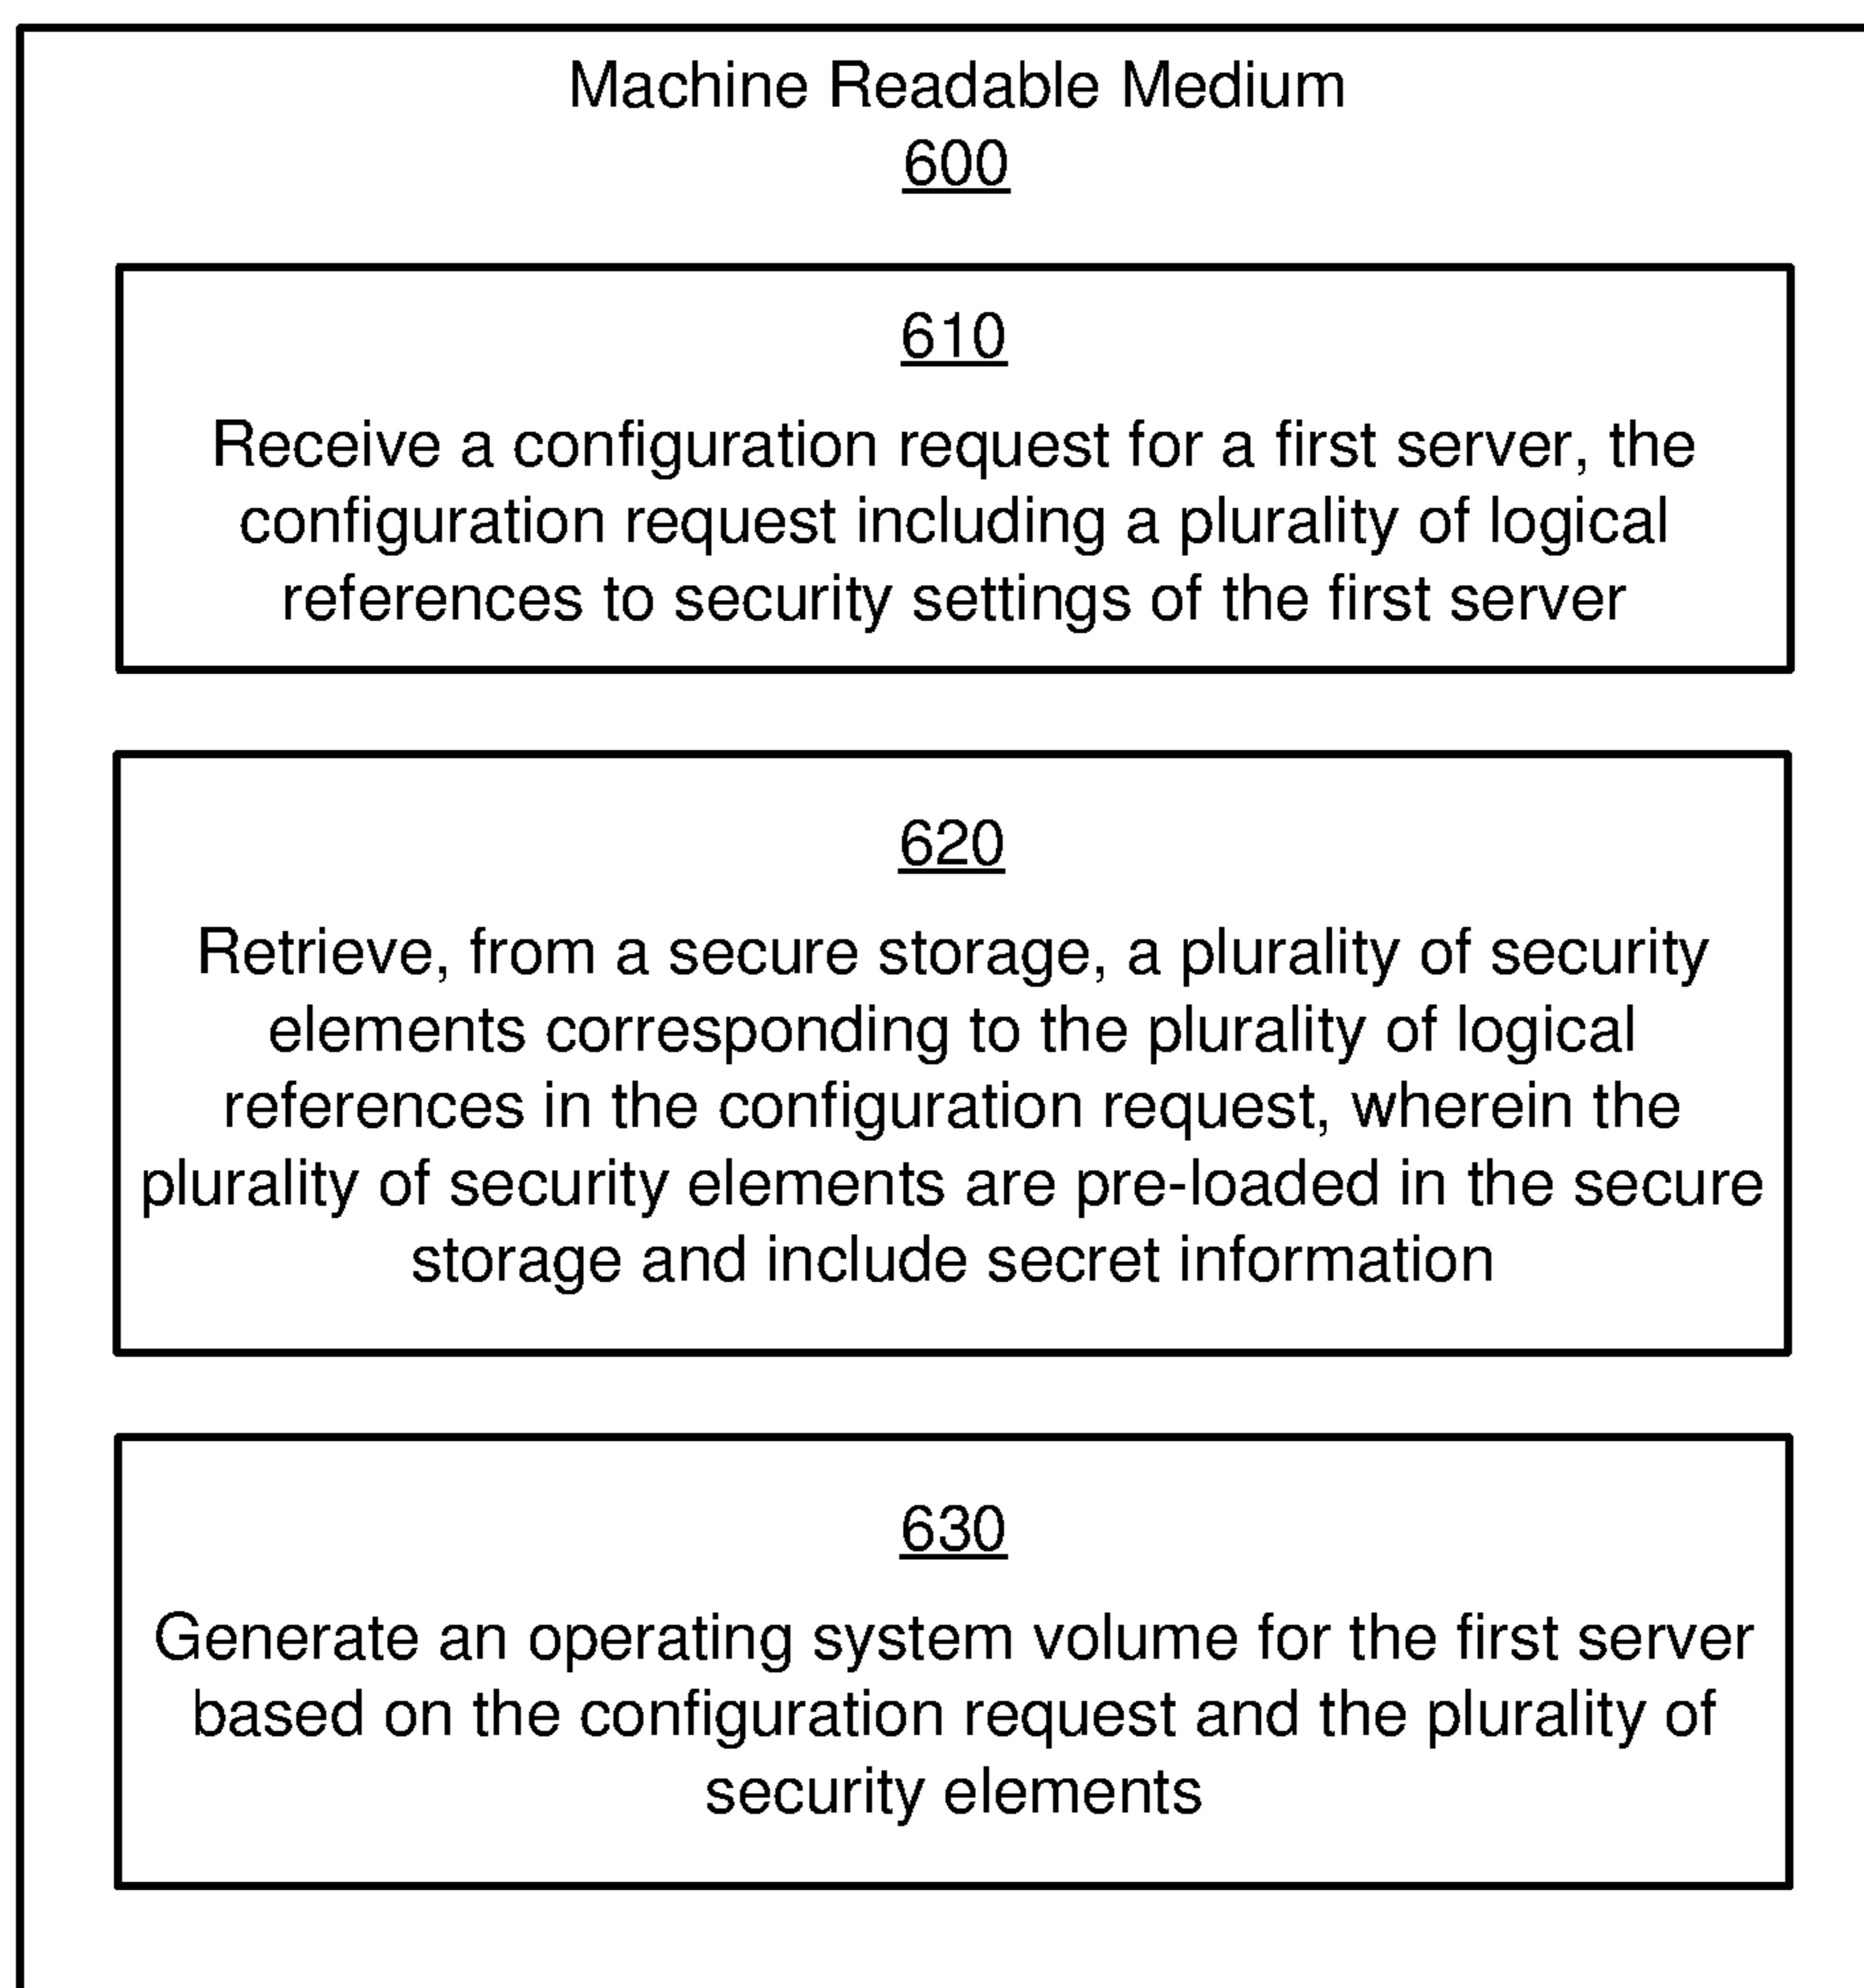 Machine Readable Medium
600
610
Receive a configuration request for a first server, the
configuration request including a plurality of logical
references to security settings of the first server
620
Retrieve, from a secure storage, a plurality of security
elements corresponding to the plurality of logical
references in the configuration request, wherein the
plurality of security elements are pre-loaded in the secure
storage and include secret information
630
Generate an operating system volume for the first server
based on the configuration request and the plurality of
security elements